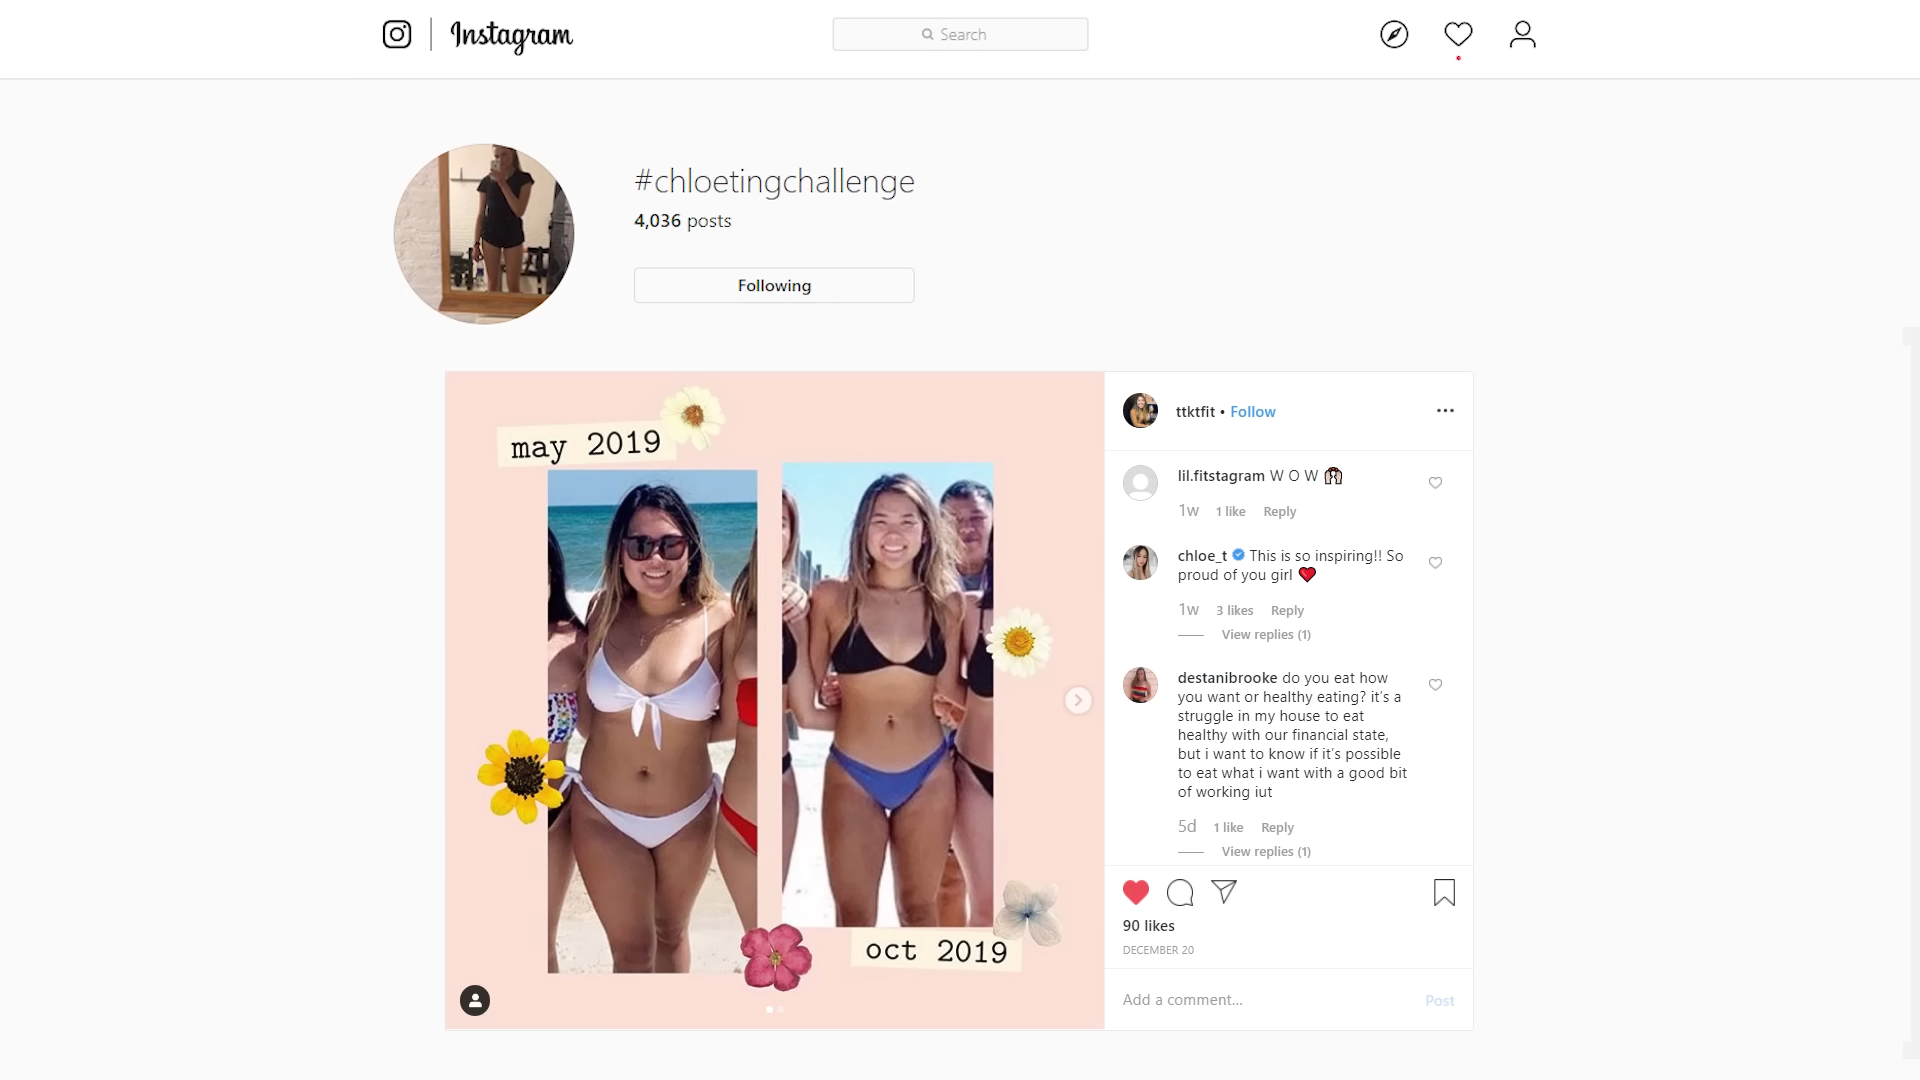 Instagram
Search
#chloetingchallenge
4,036 posts
Following
may 2019
oct 2019
ttktfit • Follow
lil.fitstagram W O W
1w 1 like Reply
chloe_t This is so inspiring!! So
proud of you girl
1w 3 likes Reply
View replies (1)
destanibrooke do you eat how
you want or healthy eating? it’s a
struggle in my house to eat
healthy with our financial state,
but i want to know if it’s possible
to eat what i want with a good bit
of working iut
5d 1 like Reply
View replies (1)
90 likes
DECEMBER 20
Add a comment...
Post